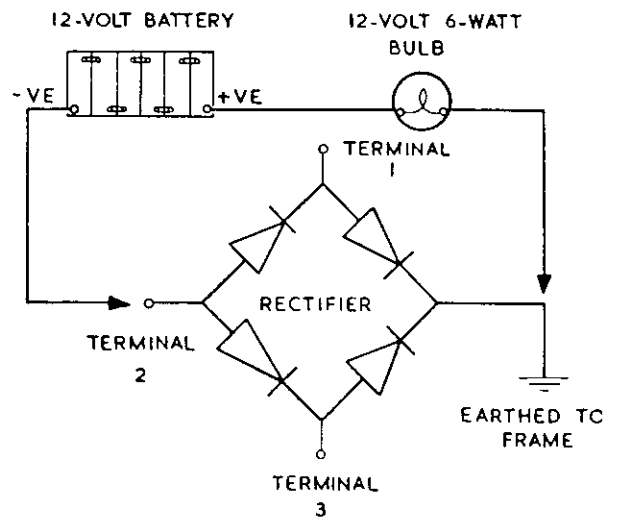 12-VOLT BATTERY
12-VOLT 6-WATT
BULB
-VE
+VE
TERMINAL
1
RECTIFIER
TERMINAL
2
EARTHED TO
FRAME
TERMINAL
3